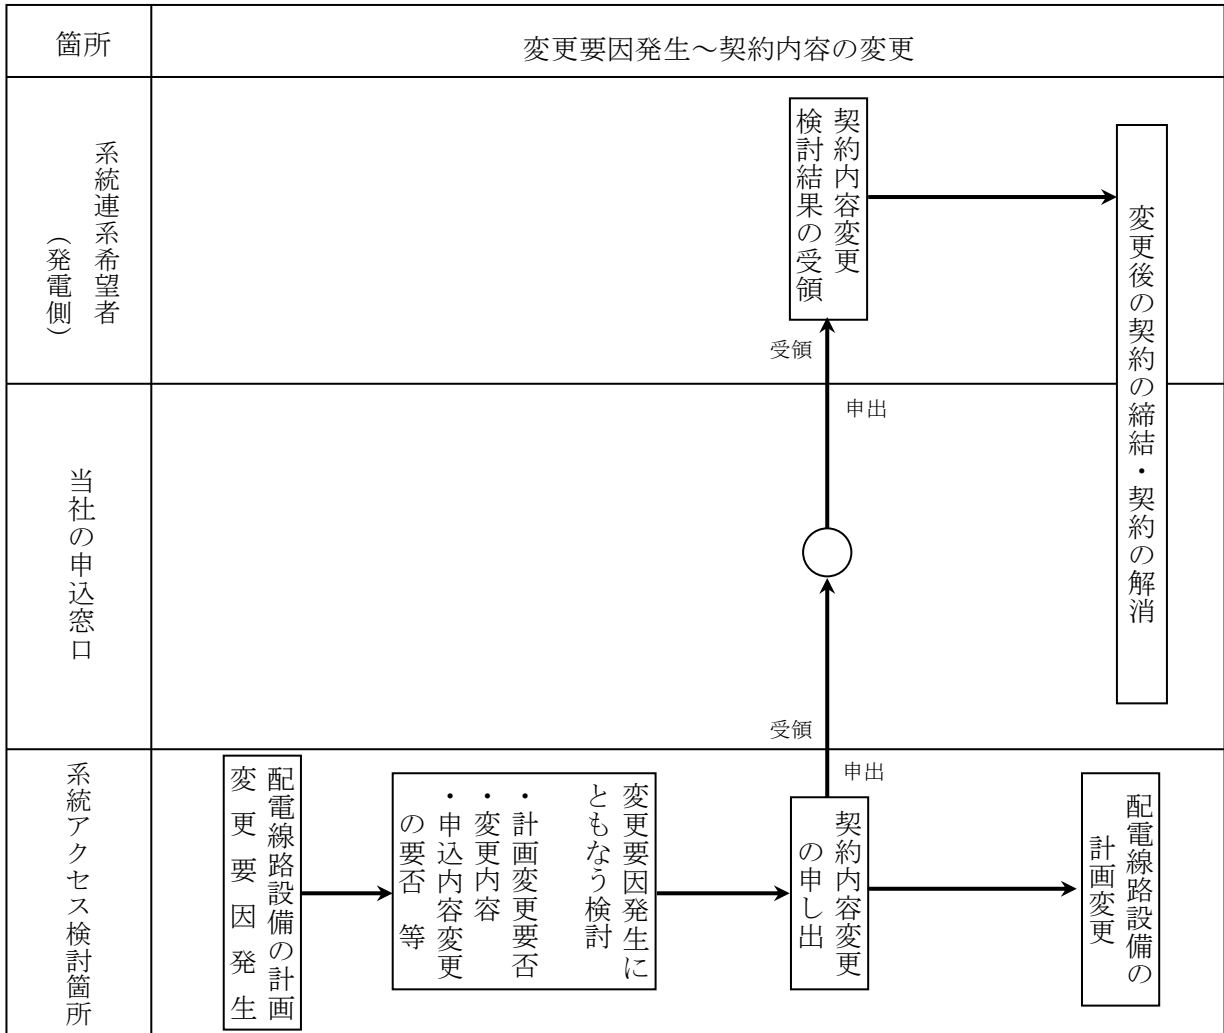 箇所
変更要因発生～契約内容の変更
系統連系希望者
（発電側）
契約内容変更
検討結果の受領
変更後の契約の締結・契約の解消
受領
申出
当社の申込窓口
受領
申出
系統アクセス検討箇所
配電線路設備の計画
変更要因発生
変更要因発生に
ともなう検討
・計画変更要否
・変更内容
・申込内容変更
の要否　等
契約内容変更
の申し出
配電線路設備の
計画変更